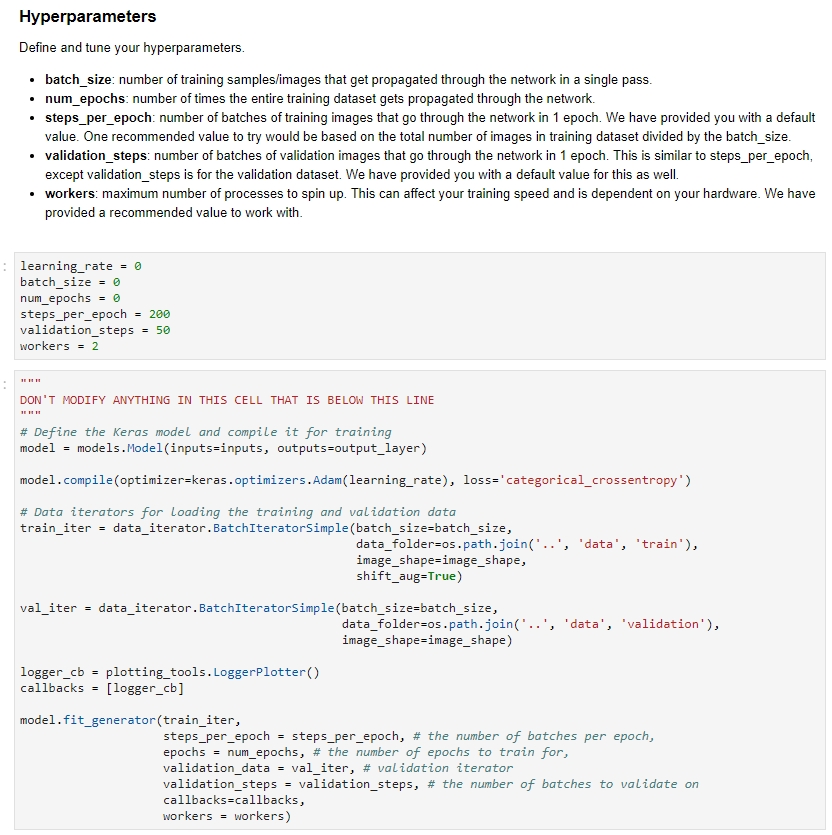 Hyperparameters
Define and tune your hyperparameters.
• batch_size: number of training samples/images that get propagated through the network in a single pass.
• num_epochs: number of times the entire training dataset gets propagated through the network.
• steps_per_epoch: number of batches of training images that go through the network in 1 epoch. We have provided you with a default
value. One recommended value to try would be based on the total number of images in training dataset divided by the batch_size.
• validation_steps: number of batches of validation images that go through the network in 1 epoch. This is similar to steps_per_epoch,
except validation_steps is for the validation dataset. We have provided you with a default value for this as well.
• workers: maximum number of processes to spin up. This can affect your training speed and is dependent on your hardware. We have
provided a recommended value to work with.
:
learning_rate = 0
batch_size = 0
num_epochs = 0
steps_per_epoch = 200
validation_steps = 50
workers = 2
:
"""
DON'T MODIFY ANYTHING IN THIS CELL THAT IS BELOW THIS LINE
"""
# Define the Keras model and compile it for training
model = models.Model(inputs=inputs, outputs=output_layer)
model.compile(optimizer=keras.optimizers.Adam(learning_rate), loss='categorical_crossentropy')
# Data iterators for loading the training and validation data
train_iter = data_iterator.BatchIteratorSimple(batch_size=batch_size,
data_folder=os.path.join('..', 'data', 'train'),
image_shape=image_shape,
shift_aug=True)
val_iter = data_iterator.BatchIteratorSimple(batch_size=batch_size,
data_folder=os.path.join('..', 'data', 'validation'),
image_shape=image_shape)
logger_cb = plotting_tools.LoggerPlotter()
callbacks = [logger_cb]
model.fit_generator(train_iter,
steps_per_epoch = steps_per_epoch, # the number of batches per epoch,
epochs = num_epochs, # the number of epochs to train for,
validation_data = val_iter, # validation iterator
validation_steps = validation_steps, # the number of batches to validate on
callbacks=callbacks,
workers = workers)